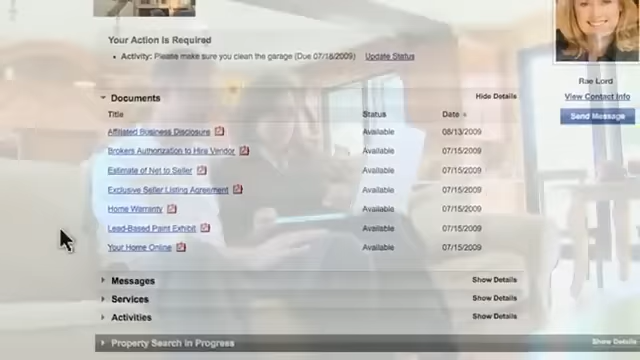 Your Action Is Required
• Activity: Please make sure you clean the garage (Due 07/18/2009) Update Status
Rae Lord
View Contact Info
Send Message
Documents Hide Details
Title Status Date
Affiliated Business Disclosure Available 08/13/2009
Brokers Authorization to Hire Vendor Available 07/15/2009
Estimate of Net to Seller Available 07/15/2009
Exclusive Seller Listing Agreement Available 07/15/2009
Home Warranty Available 07/15/2009
Lead-Based Paint Exhibit Available 07/15/2009
Your Home Online Available 07/15/2009
Messages Show Details
Services Show Details
Activities Show Details
Property Search in Progress Show Details